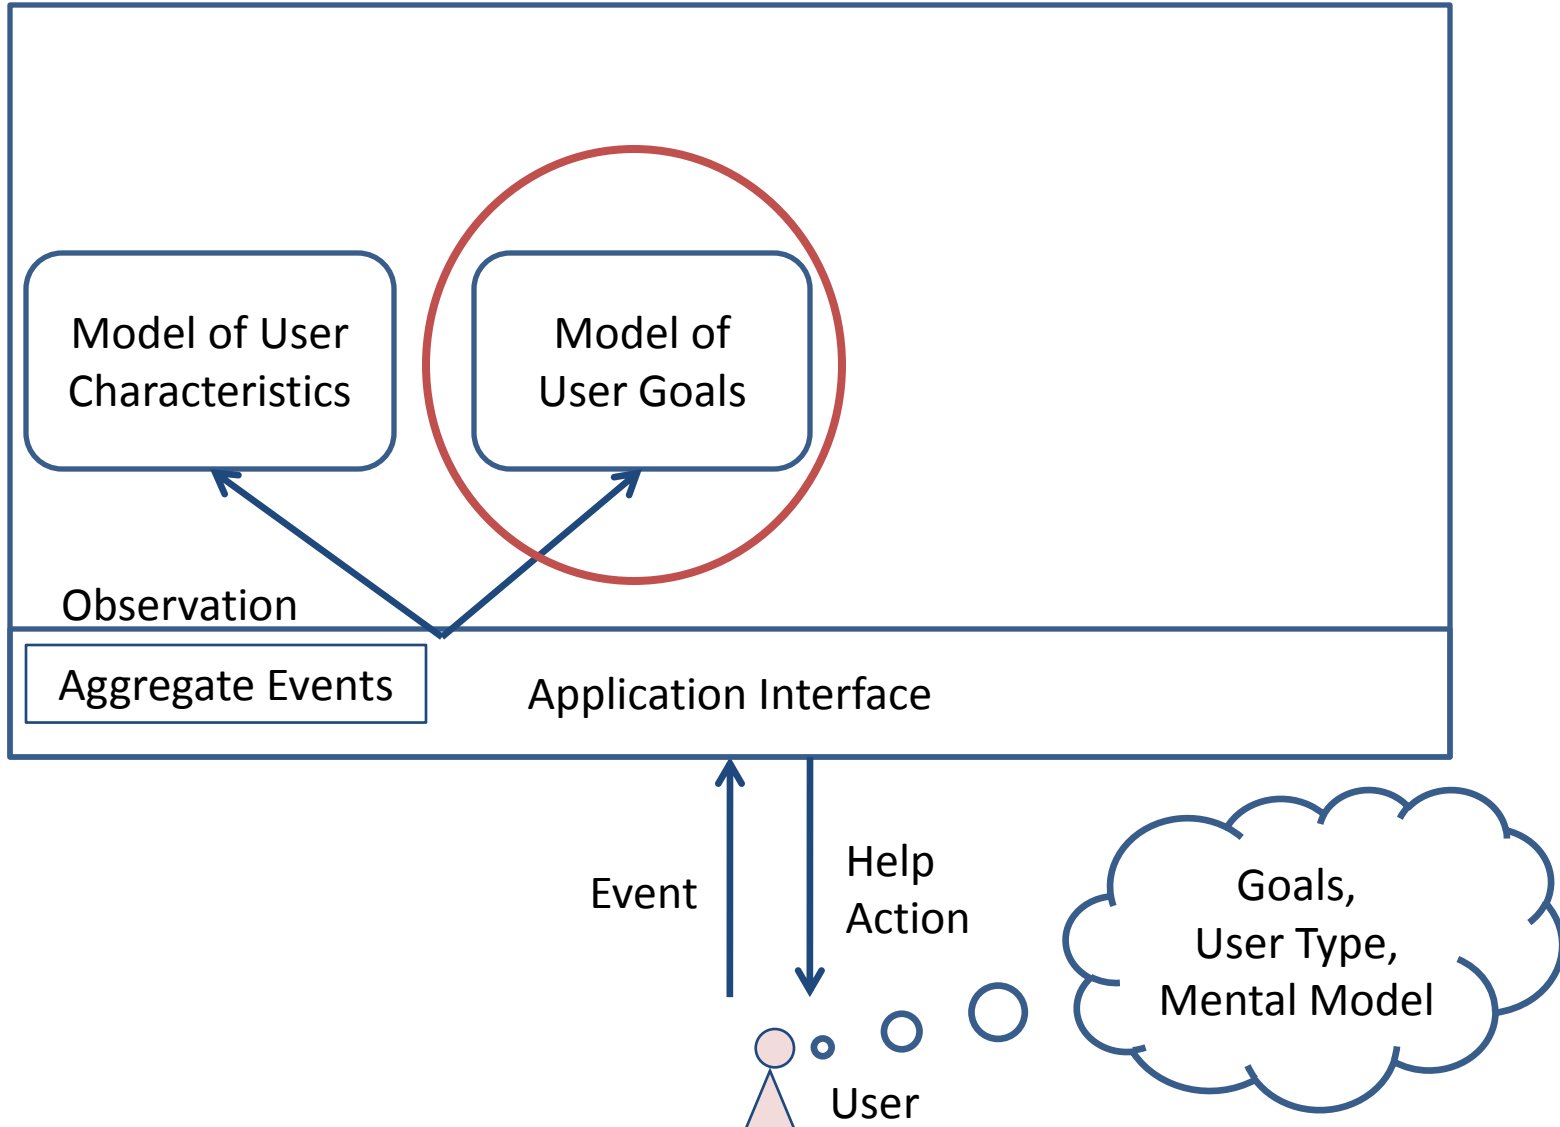 Model of User
Characteristics
Model of
User Goals
Observation
Aggregate Events
Application Interface
Event
Help
Action
Goals,
User Type,
Mental Model
User